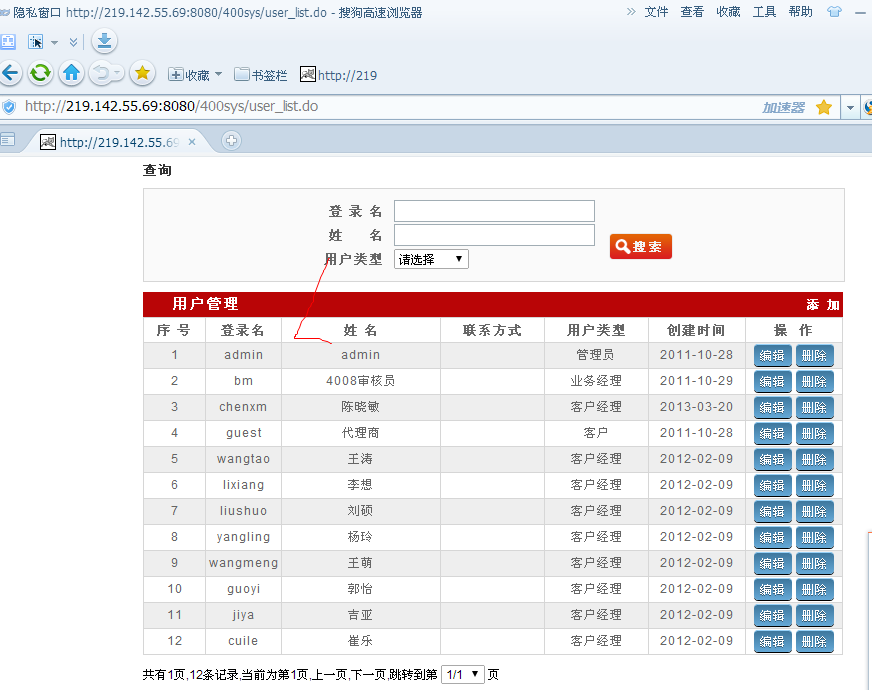 隐私窗口 http://219.142.55.69:8080/400sys/user_list.do - 搜狗高速浏览器 » 文件 查看 收藏 工具 帮助
收藏 书签栏 http://219
http://219.142.55.69:8080/400sys/user_list.do 加速器
http://219.142.55.69
查询
登 录 名
姓 名
用户类型 请选择
搜 索
用户管理 添 加
序 号 登录名 姓 名 联系方式 用户类型 创建时间 操 作
1 admin admin 管理员 2011-10-28 编辑 删除
2 bm 4008审核员 业务经理 2011-10-29 编辑 删除
3 chenxm 陈晓敏 客户经理 2013-03-20 编辑 删除
4 guest 代理商 客户 2011-10-28 编辑 删除
5 wangtao 王涛 客户经理 2012-02-09 编辑 删除
6 lixiang 李想 客户经理 2012-02-09 编辑 删除
7 liushuo 刘硕 客户经理 2012-02-09 编辑 删除
8 yangling 杨玲 客户经理 2012-02-09 编辑 删除
9 wangmeng 王萌 客户经理 2012-02-09 编辑 删除
10 guoyi 郭怡 客户经理 2012-02-09 编辑 删除
11 jiya 吉亚 客户经理 2012-02-09 编辑 删除
12 cuile 崔乐 客户经理 2012-02-09 编辑 删除
共有1页,12条记录,当前为第1页,上一页,下一页,跳转到第 1/1 页